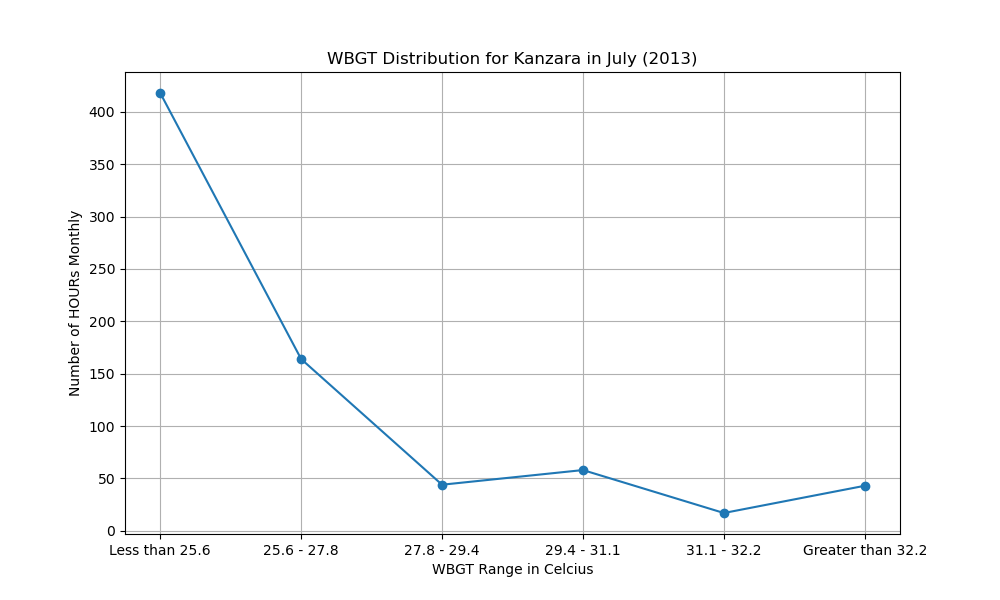 WBGT Distribution for Kanzara in July (2013)
Number of HOURs Monthly
400
350
300
250
200
150
100
50
0
Less than 25.6
25.6 - 27.8
27.8 - 29.4
29.4 - 31.1
31.1 - 32.2
Greater than 32.2
WBGT Range in Celcius